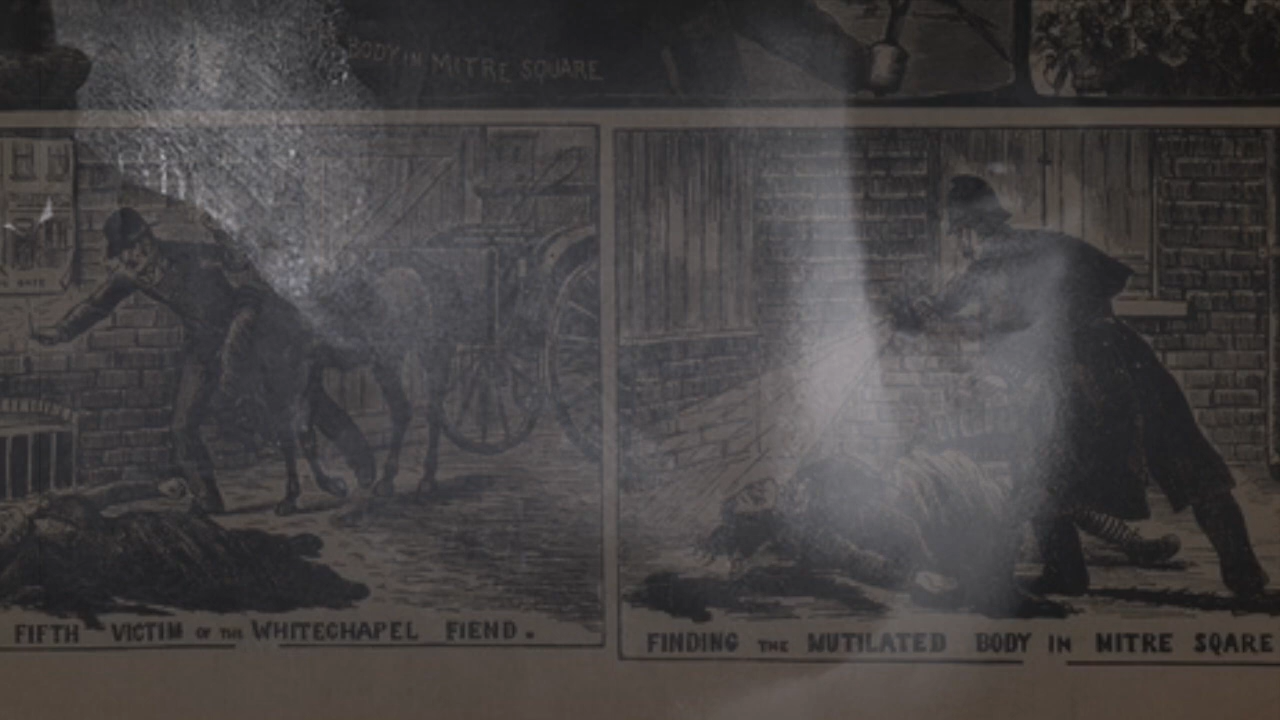 BODY IN MITRE SQUARE
FIFTH VICTIM OF THE WHITECHAPEL FIEND.
FINDING THE MUTILATED BODY IN MITRE SQARE